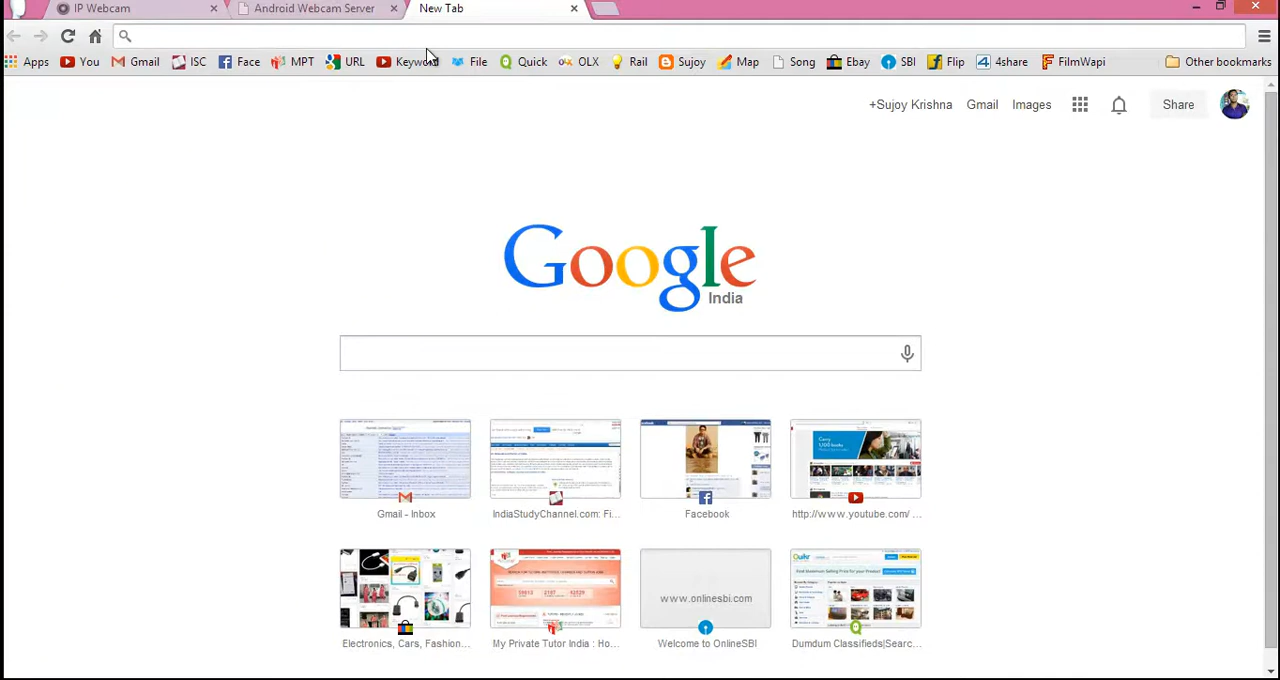 IP Webcam Android Webcam Server New Tab
Apps You Gmail ISC Face MPT URL Keyword File Quick OLX Rail Sujoy Map Song Ebay SBI Flip 4share FilmWapi Other bookmarks
+Sujoy Krishna Gmail Images Share
Google
India
Gmail - Inbox IndiaStudyChannel.com: Fi... Facebook http://www.youtube.com/ ...
www.onlinesbi.com
Electronics, Cars, Fashion... My Private Tutor India : Ho... Welcome to OnlineSBI Dumdum Classifieds|Searc...